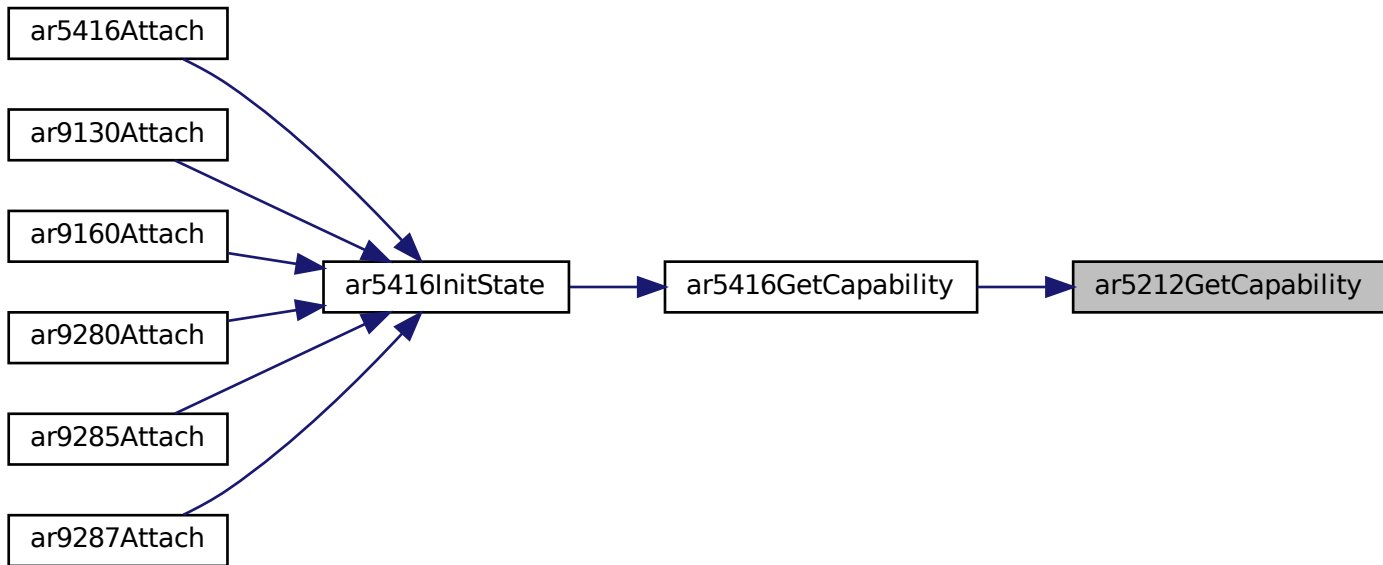 ar5416Attach
ar9130Attach
ar9160Attach
ar9280Attach
ar9285Attach
ar9287Attach
ar5416InitState
ar5416GetCapability
ar5212GetCapability